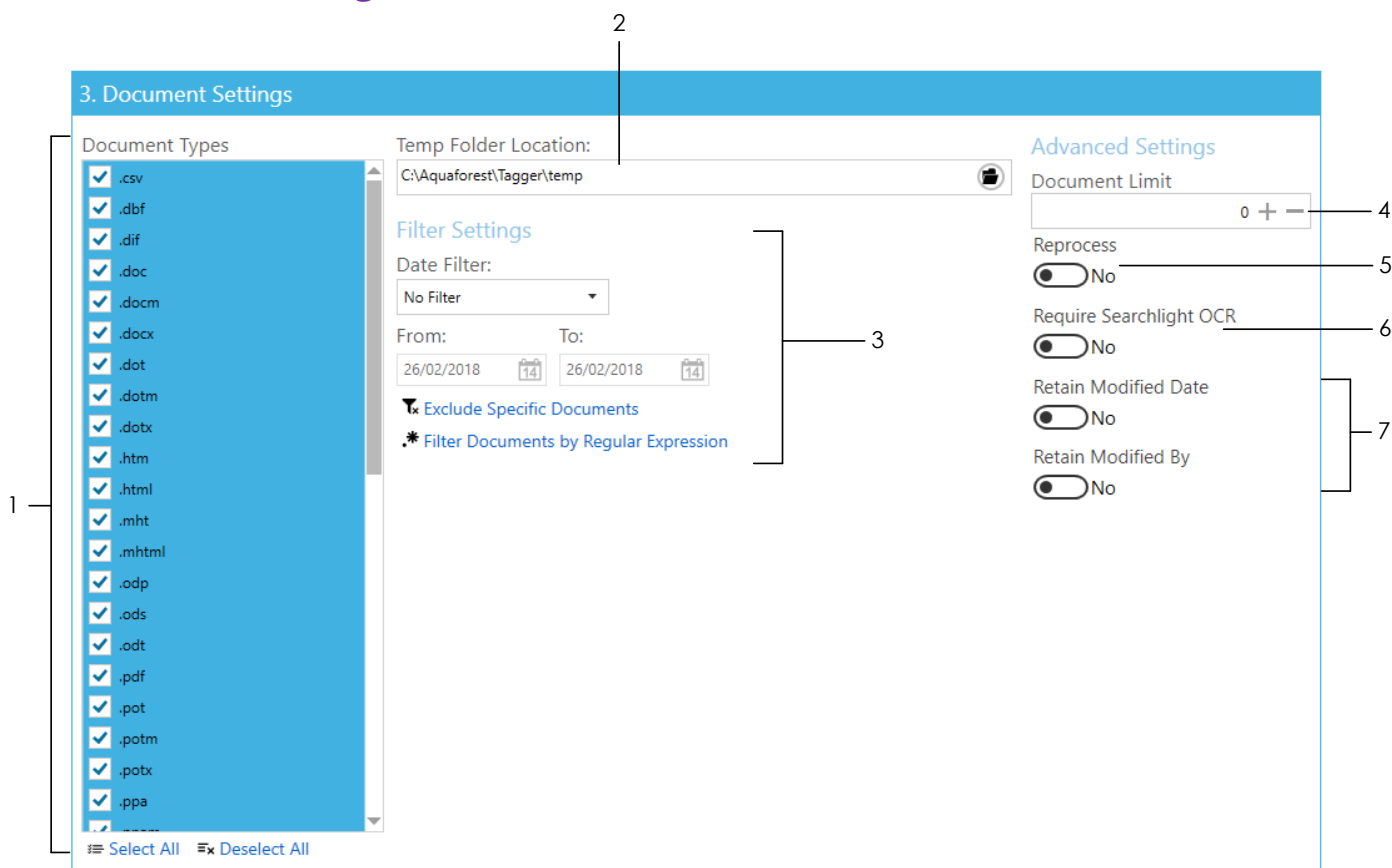 2
3. Document Settings
1
Document Types
.csv
.dbf
.dif
.doc
.docm
.docx
.dot
.dotm
.dotx
.htm
.html
.mht
.mhtml
.odp
.ods
.odt
.pdf
.pot
.potm
.potx
.ppa
Select All Deselect All
Temp Folder Location:
C:\Aquaforest\Tagger\temp
Filter Settings
Date Filter:
No Filter
From: To:
26/02/2018 14 26/02/2018 14
Exclude Specific Documents
.* Filter Documents by Regular Expression
3
Advanced Settings
Document Limit
0 + − 4
Reprocess
No 5
Require Searchlight OCR 6
No
Retain Modified Date
No
7
Retain Modified By
No